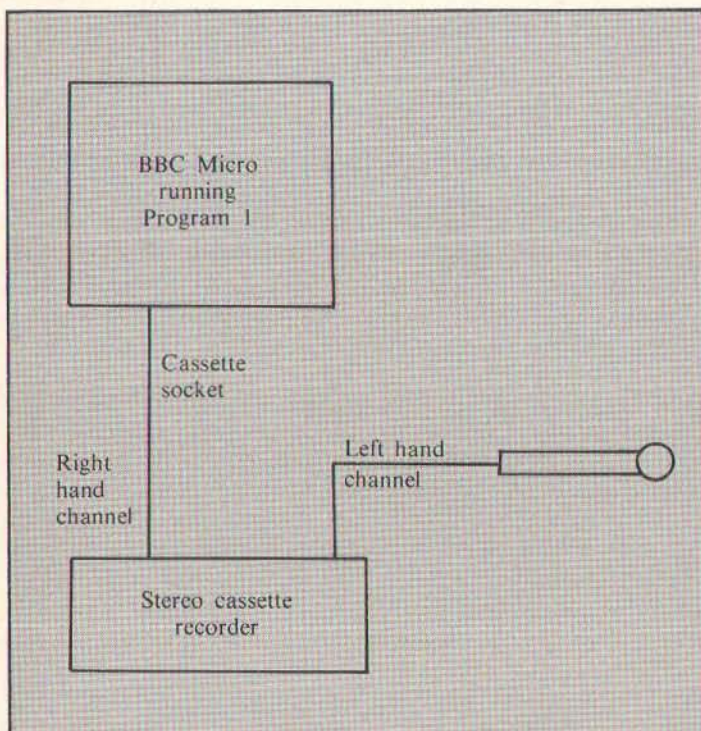 BBC Micro
running
Program 1
Cassette
socket
Right
hand
channel
Left hand
channel
Stereo cassette
recorder